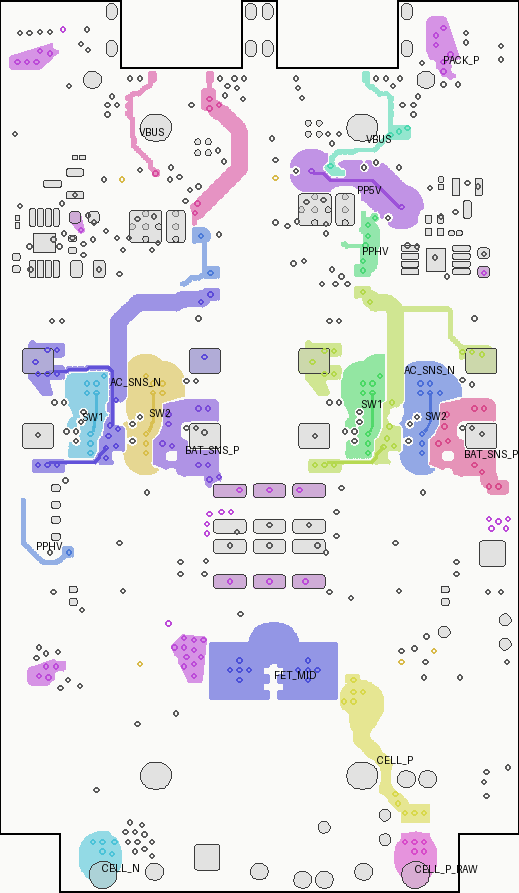 PACK_P
VBUS
VBUS
PP5V
PPHV
AC_SNS_N
AC_SNS_N
SW1
SW2
SW1
SW2
BAT_SNS_P
BAT_SNS_P
PPHV
FET_MID
CELL_P
CELL_N
CELL_P_RAW